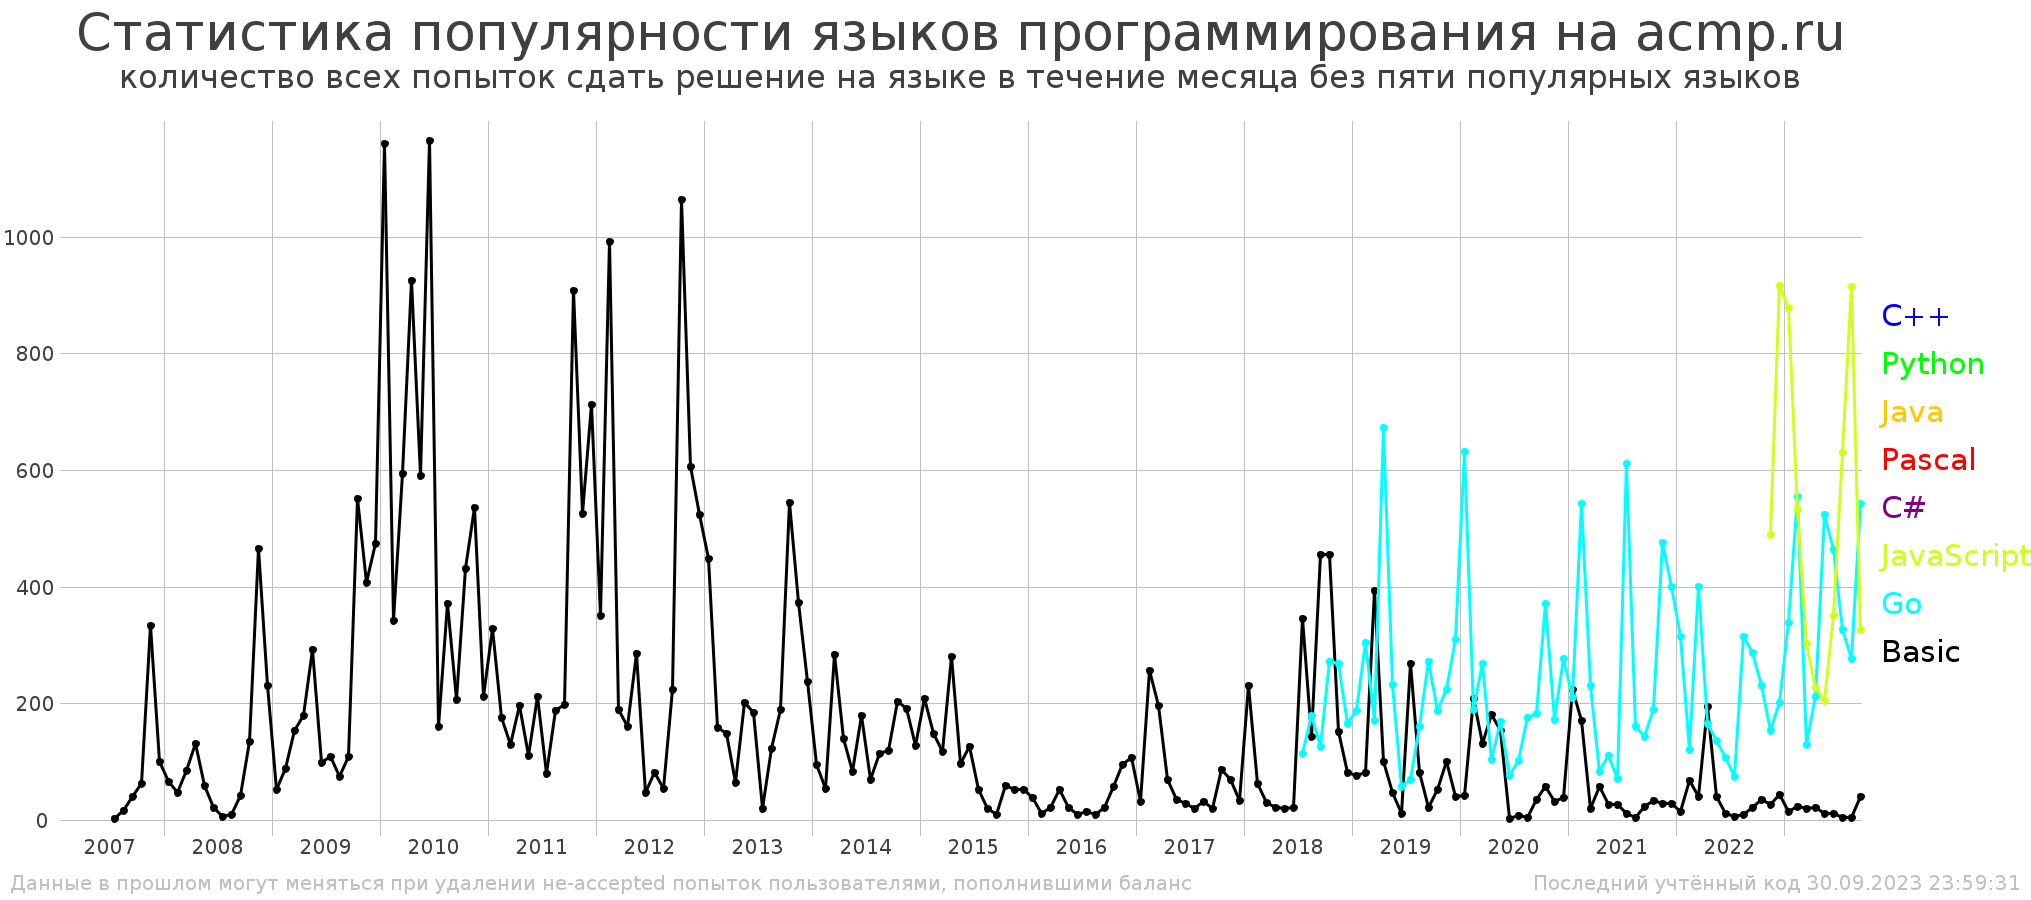 Статистика популярности языков программирования на acmp.ru
количество всех попыток сдать решение на языке в течение месяца без пяти популярных языков
1000
800
600
400
200
0
C++
Python
Java
Pascal
C#
JavaScript
Go
Basic
2007 2008 2009 2010 2011 2012 2013 2014 2015 2016 2017 2018 2019 2020 2021 2022
Данные в прошлом могут меняться при удалении не-accepted попыток пользователями, пополнившими баланс
Последний учтённый код 30.09.2023 23:59:31